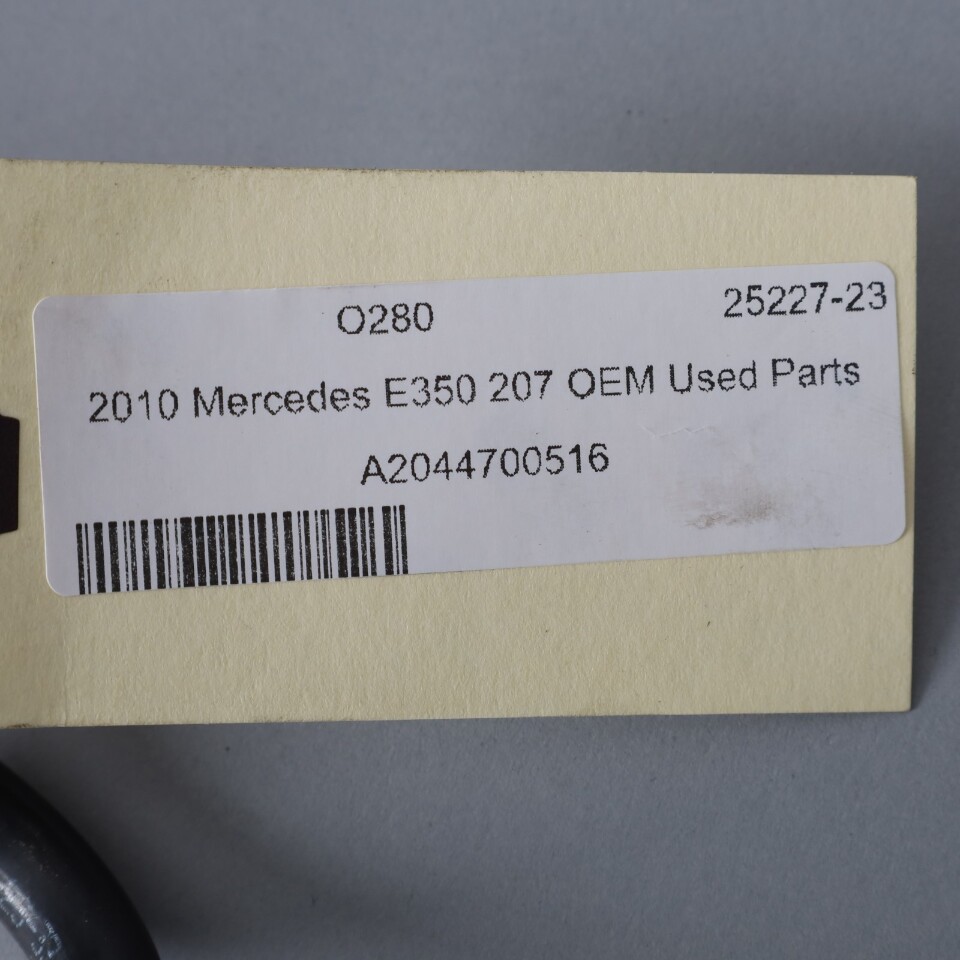 O280 25227-23
2010 Mercedes E350 207 OEM Used Parts
A2044700516